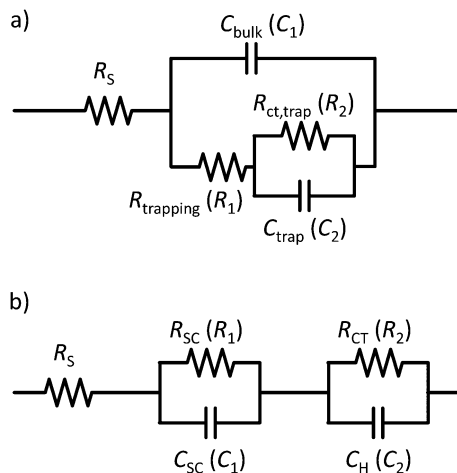 a)
C_bulk (C_1)
R_S
R_ct,trap (R_2)
R_trapping (R_1)
C_trap (C_2)
b)
R_SC (R_1)
R_CT (R_2)
R_S
C_SC (C_1)
C_H (C_2)